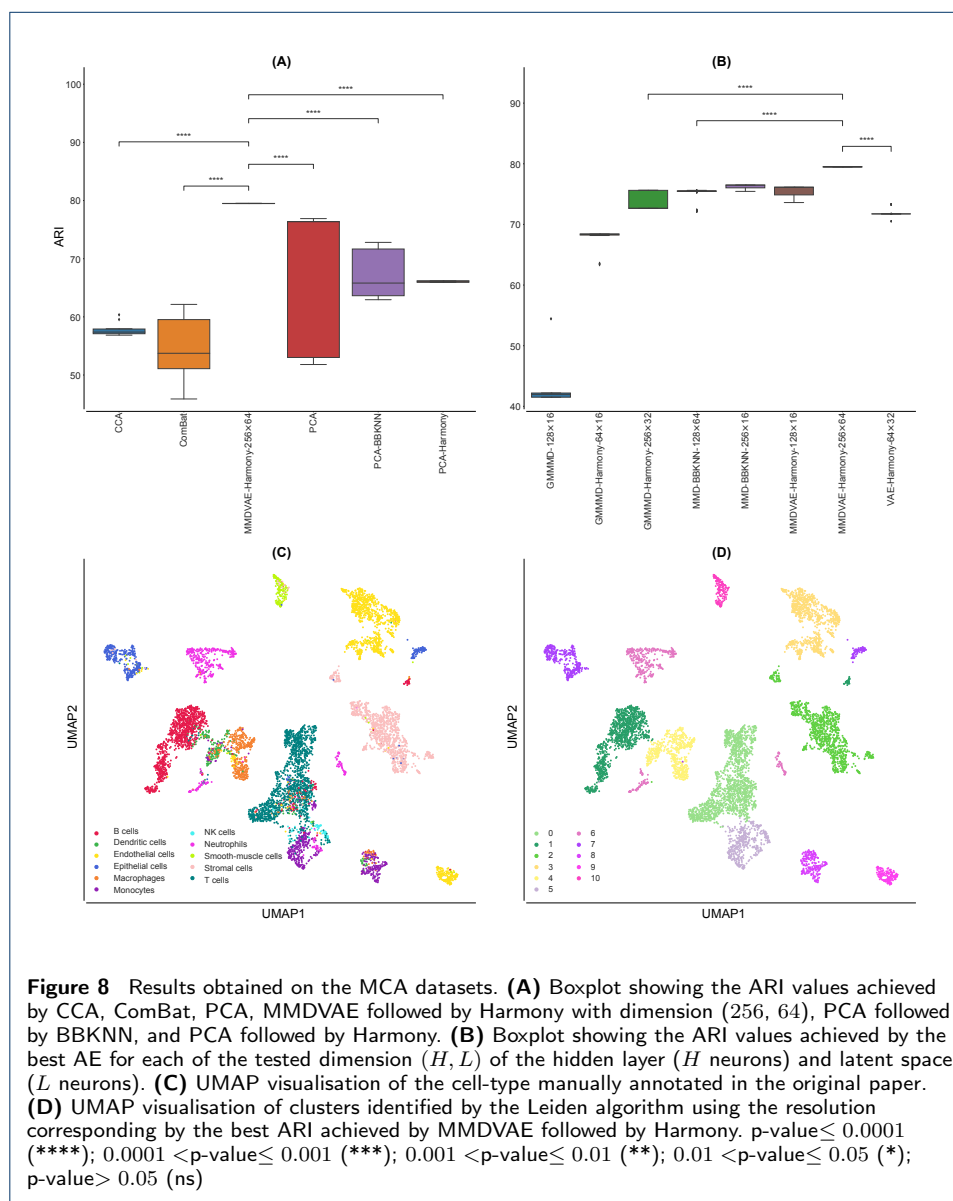 (A)
100
90
80
70
60
50
ARI
****
****
****
****
****
CCA
ComBat
MMDVAE-Harmony-256×64
PCA
PCA-BBKNN
PCA-Harmony
(B)
90
80
70
60
50
40
****
****
****
GMMMD-128×16
GMMMD-Harmony-64×16
GMMMD-Harmony-256×32
MMD-BBKNN-128×64
MMD-BBKNN-256×16
MMDVAE-Harmony-128×16
MMDVAE-Harmony-256×64
VAE-Harmony-64×32
(C)
UMAP2
B cells
Dendritic cells
Endothelial cells
Epithelial cells
Macrophages
Monocytes
NK cells
Neutrophils
Smooth-muscle cells
Stromal cells
T cells
UMAP1
(D)
UMAP2
0
1
2
3
4
5
6
7
8
9
10
UMAP1
Figure 8 Results obtained on the MCA datasets. (A) Boxplot showing the ARI values achieved
by CCA, ComBat, PCA, MMDVAE followed by Harmony with dimension (256, 64), PCA followed
by BBKNN, and PCA followed by Harmony. (B) Boxplot showing the ARI values achieved by the
best AE for each of the tested dimension (H, L) of the hidden layer (H neurons) and latent space
(L neurons). (C) UMAP visualisation of the cell-type manually annotated in the original paper.
(D) UMAP visualisation of clusters identified by the Leiden algorithm using the resolution
corresponding by the best ARI achieved by MMDVAE followed by Harmony. p-value≤ 0.0001
(****); 0.0001 <p-value≤ 0.001 (***); 0.001 <p-value≤ 0.01 (**); 0.01 <p-value≤ 0.05 (*);
p-value> 0.05 (ns)